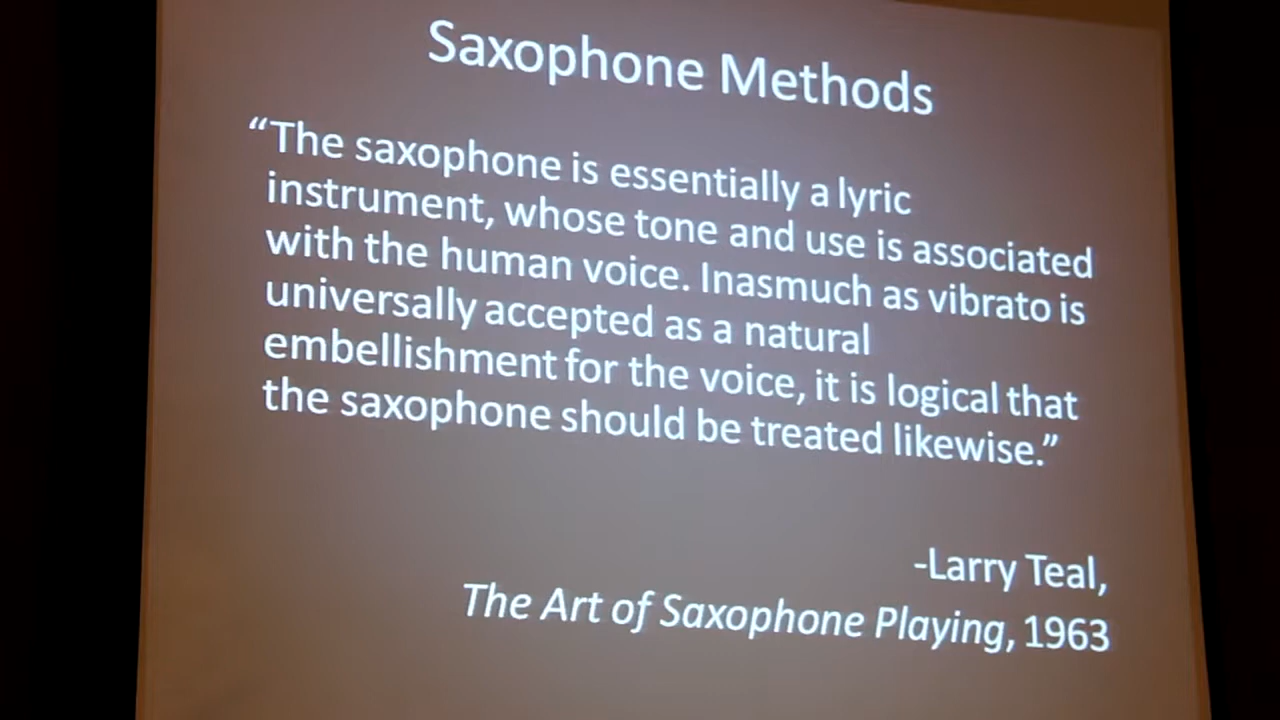 Saxophone Methods
“The saxophone is essentially a lyric
instrument, whose tone and use is associated
with the human voice. Inasmuch as vibrato is
universally accepted as a natural
embellishment for the voice, it is logical that
the saxophone should be treated likewise.”
-Larry Teal,
The Art of Saxophone Playing, 1963